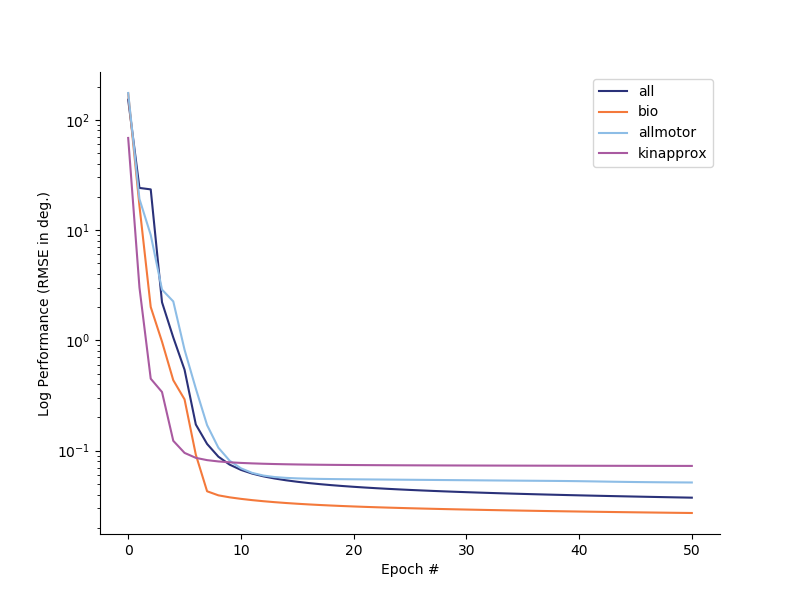 all
bio
allmotor
kinapprox
Log Performance (RMSE in deg.)
10²
10¹
10⁰
10⁻¹
0 10 20 30 40 50
Epoch #